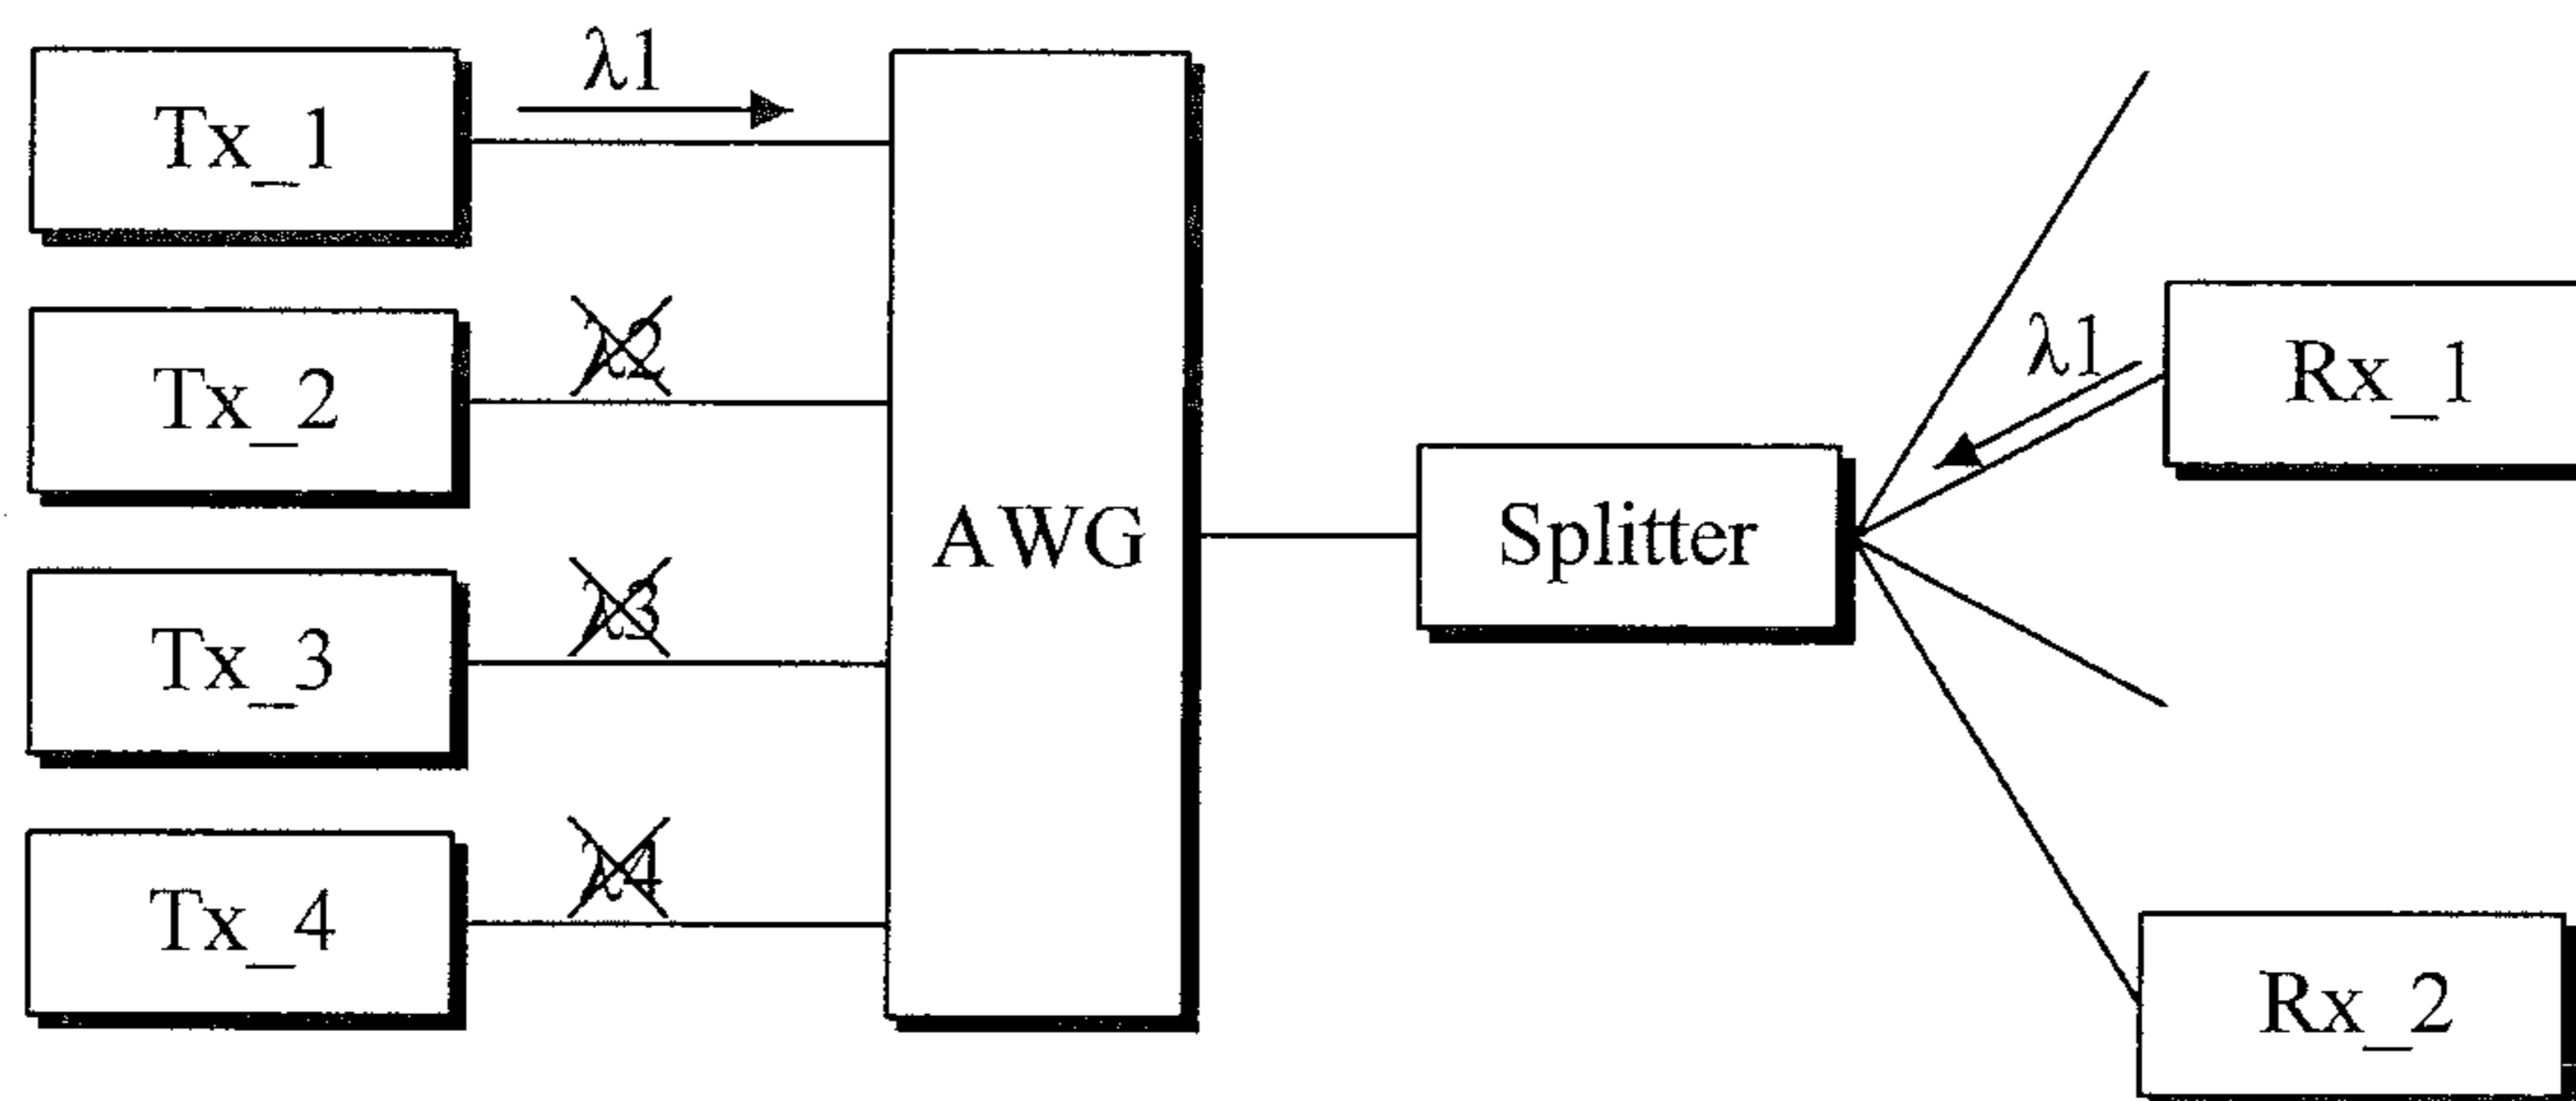 λ1
Tx_1
λ2
Tx_2
λ3
Tx_3
λ4
Tx_4
AWG
Splitter
λ1
Rx_1
Rx_2